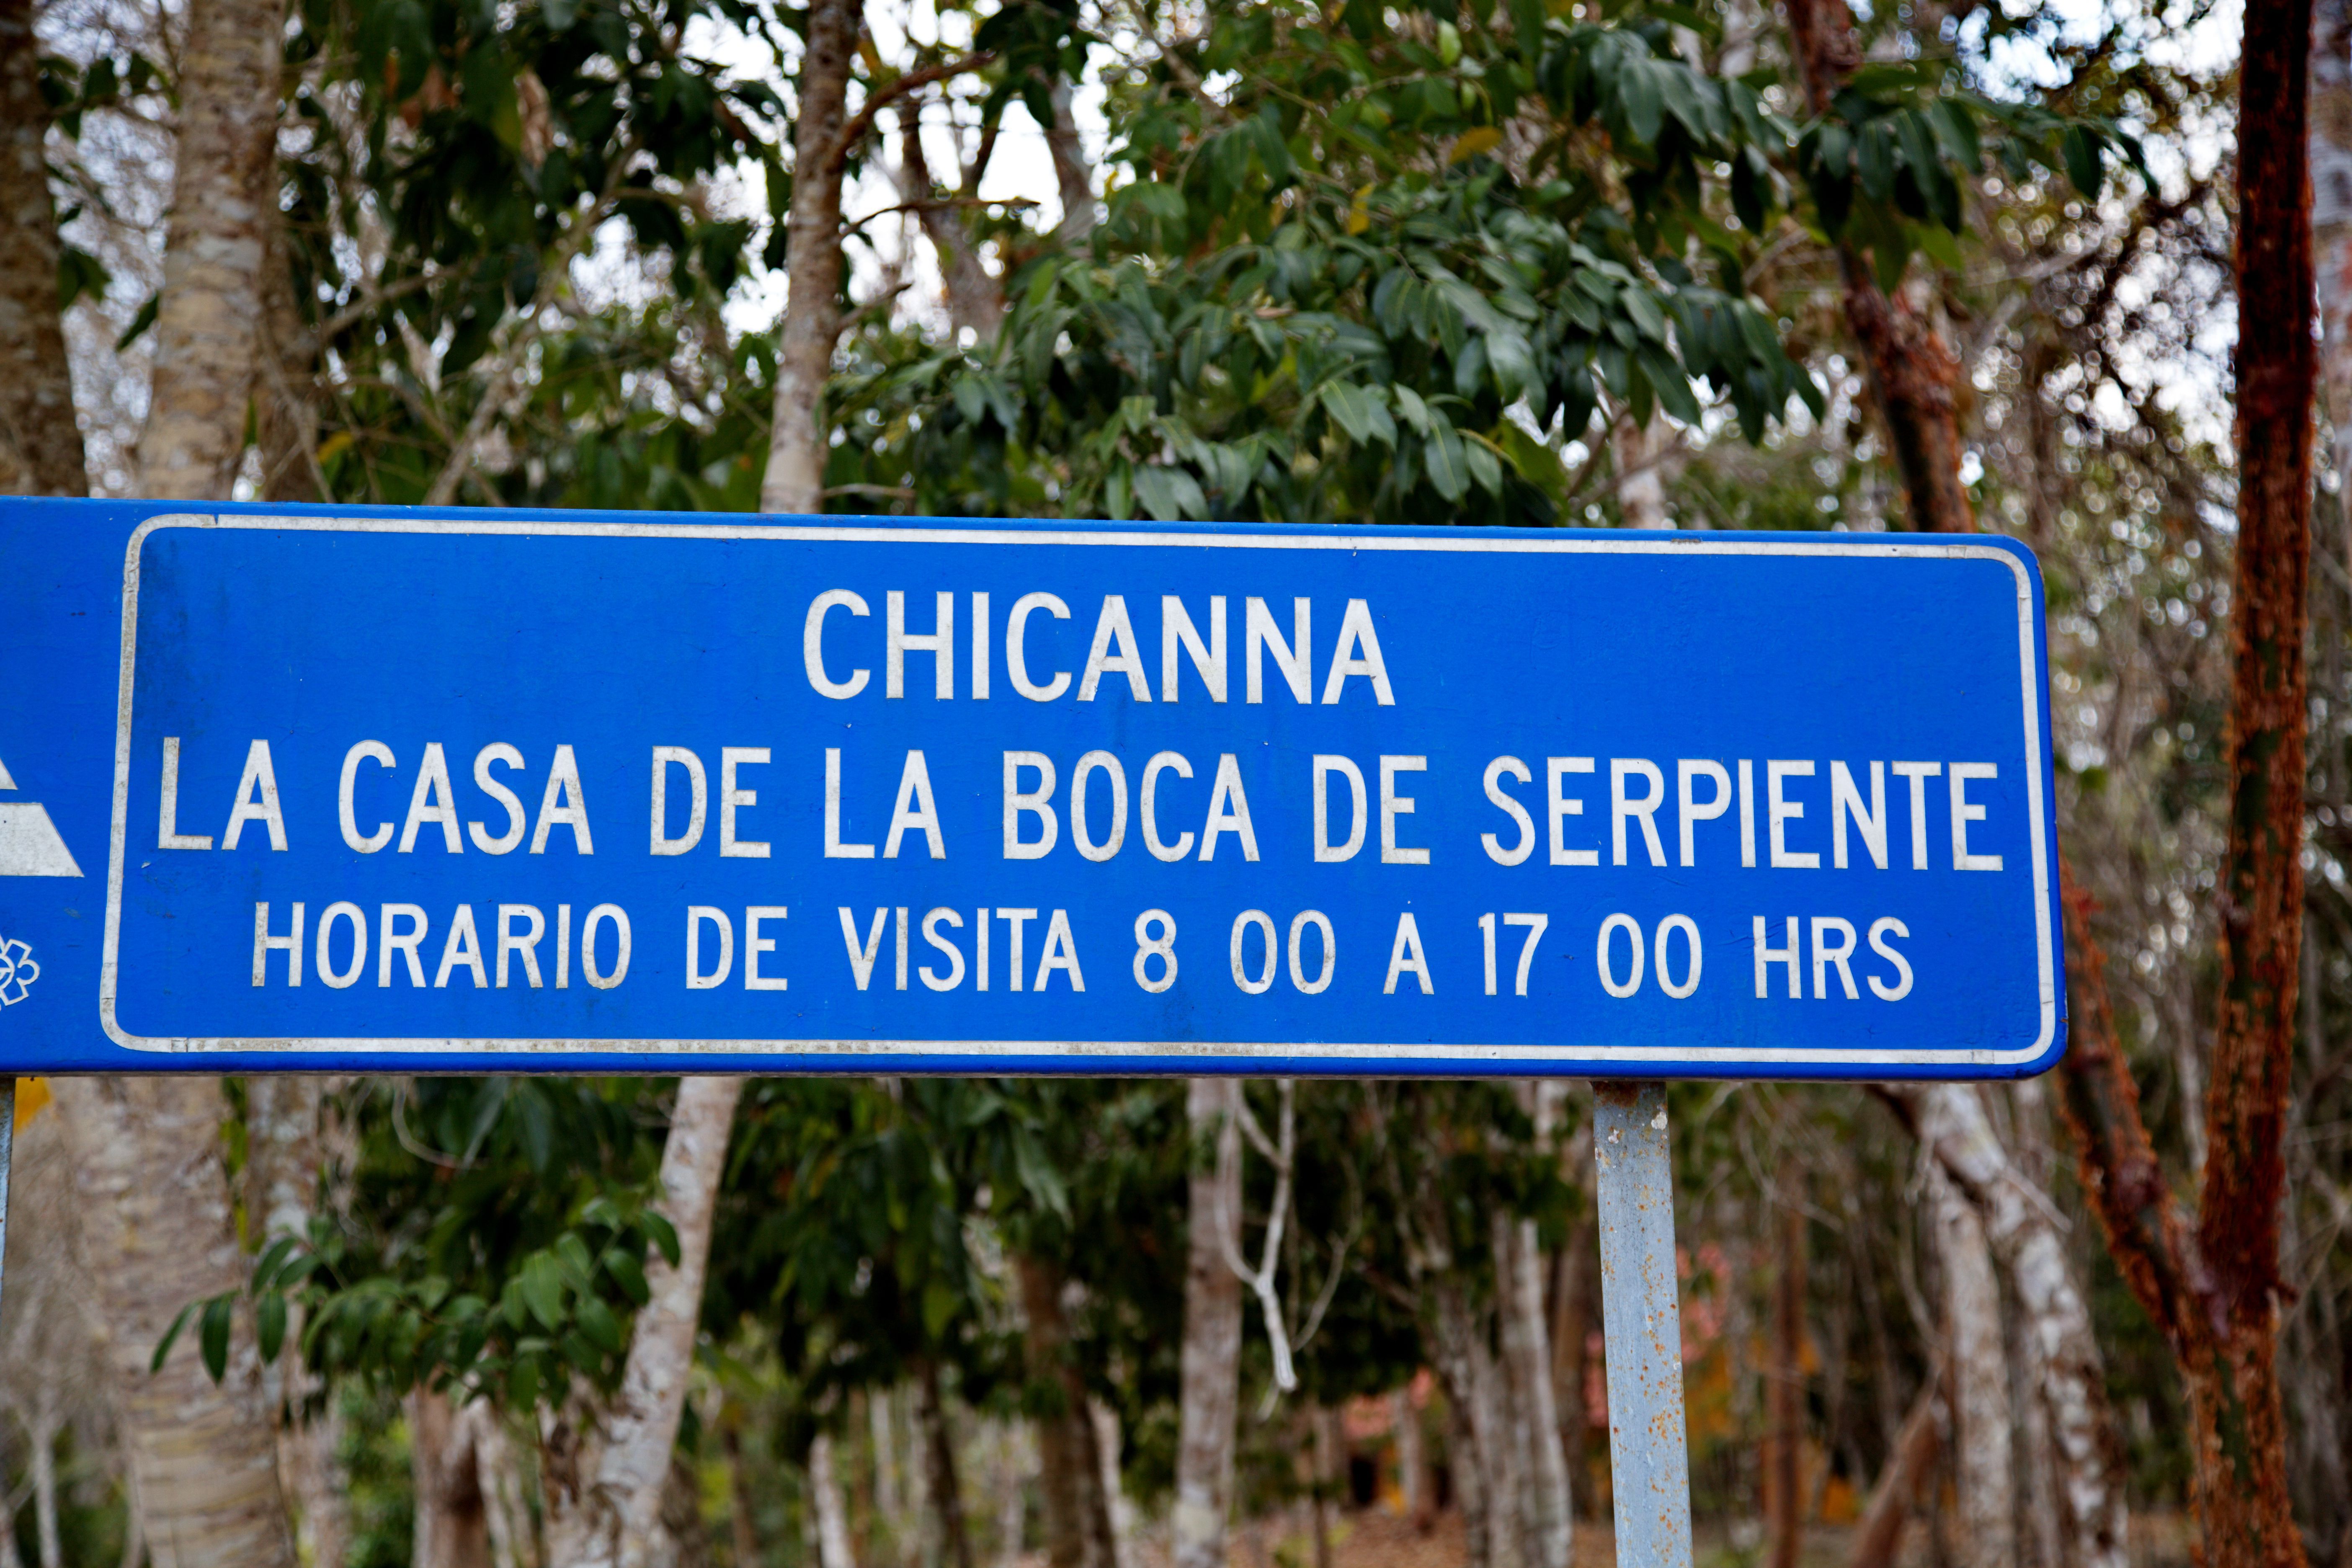 CHICANNA
LA CASA DE LA BOCA DE SERPIENTE
HORARIO DE VISITA 8 00 A 17 00 HRS